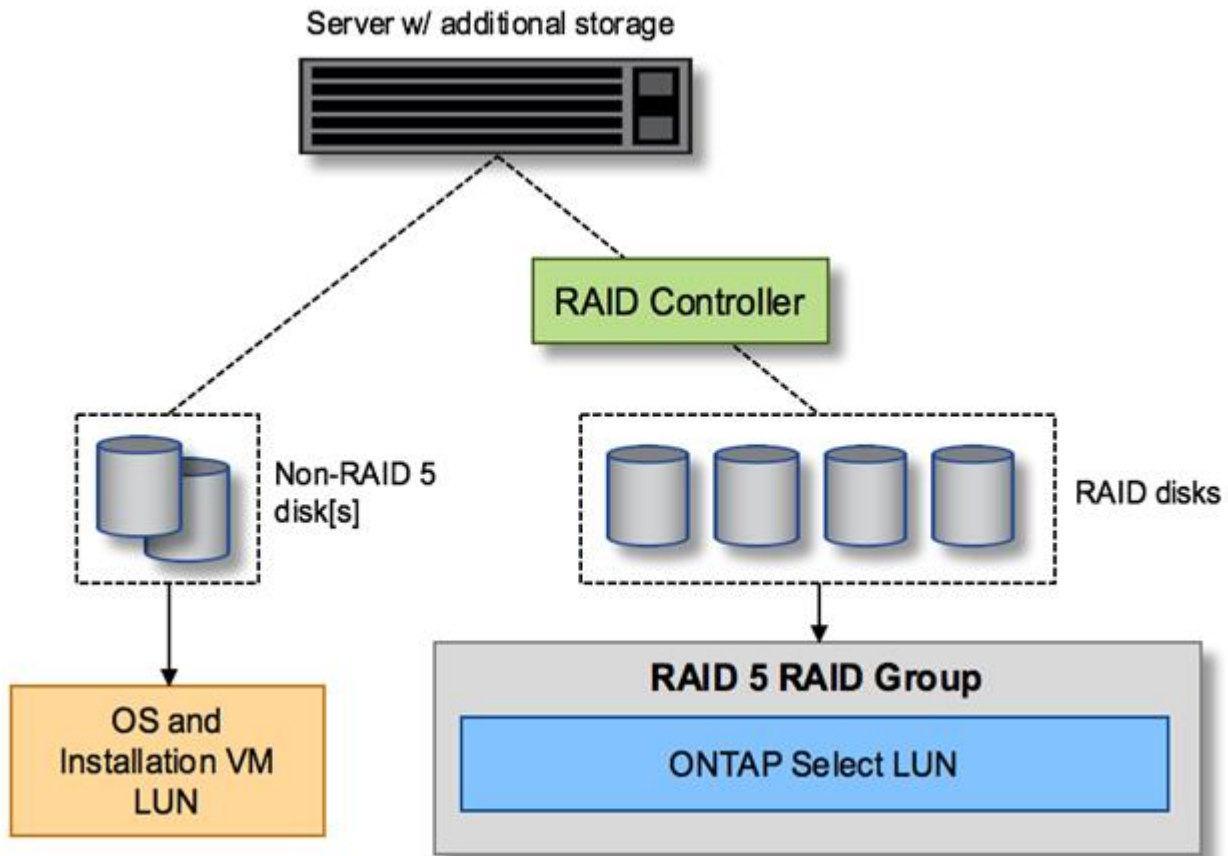 Server w/ additional storage
RAID Controller
Non-RAID 5
disk[s]
RAID disks
OS and
Installation VM
LUN
RAID 5 RAID Group
ONTAP Select LUN